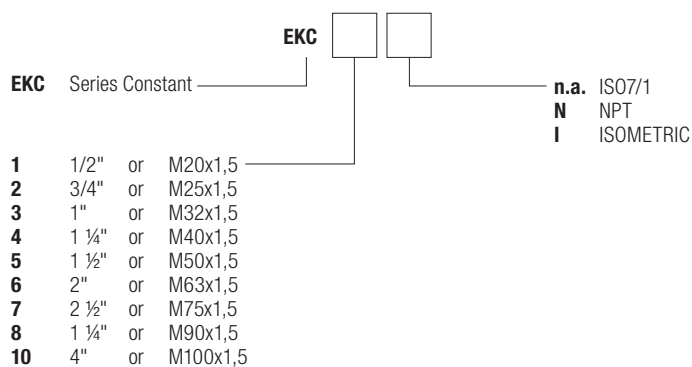 EKC
EKC Series Constant
n.a. ISO7/1
N NPT
I ISOMETRIC
1 1/2" or M20x1,5
2 3/4" or M25x1,5
3 1" or M32x1,5
4 1 ¼" or M40x1,5
5 1 ½" or M50x1,5
6 2" or M63x1,5
7 2 ½" or M75x1,5
8 1 ¼" or M90x1,5
10 4" or M100x1,5